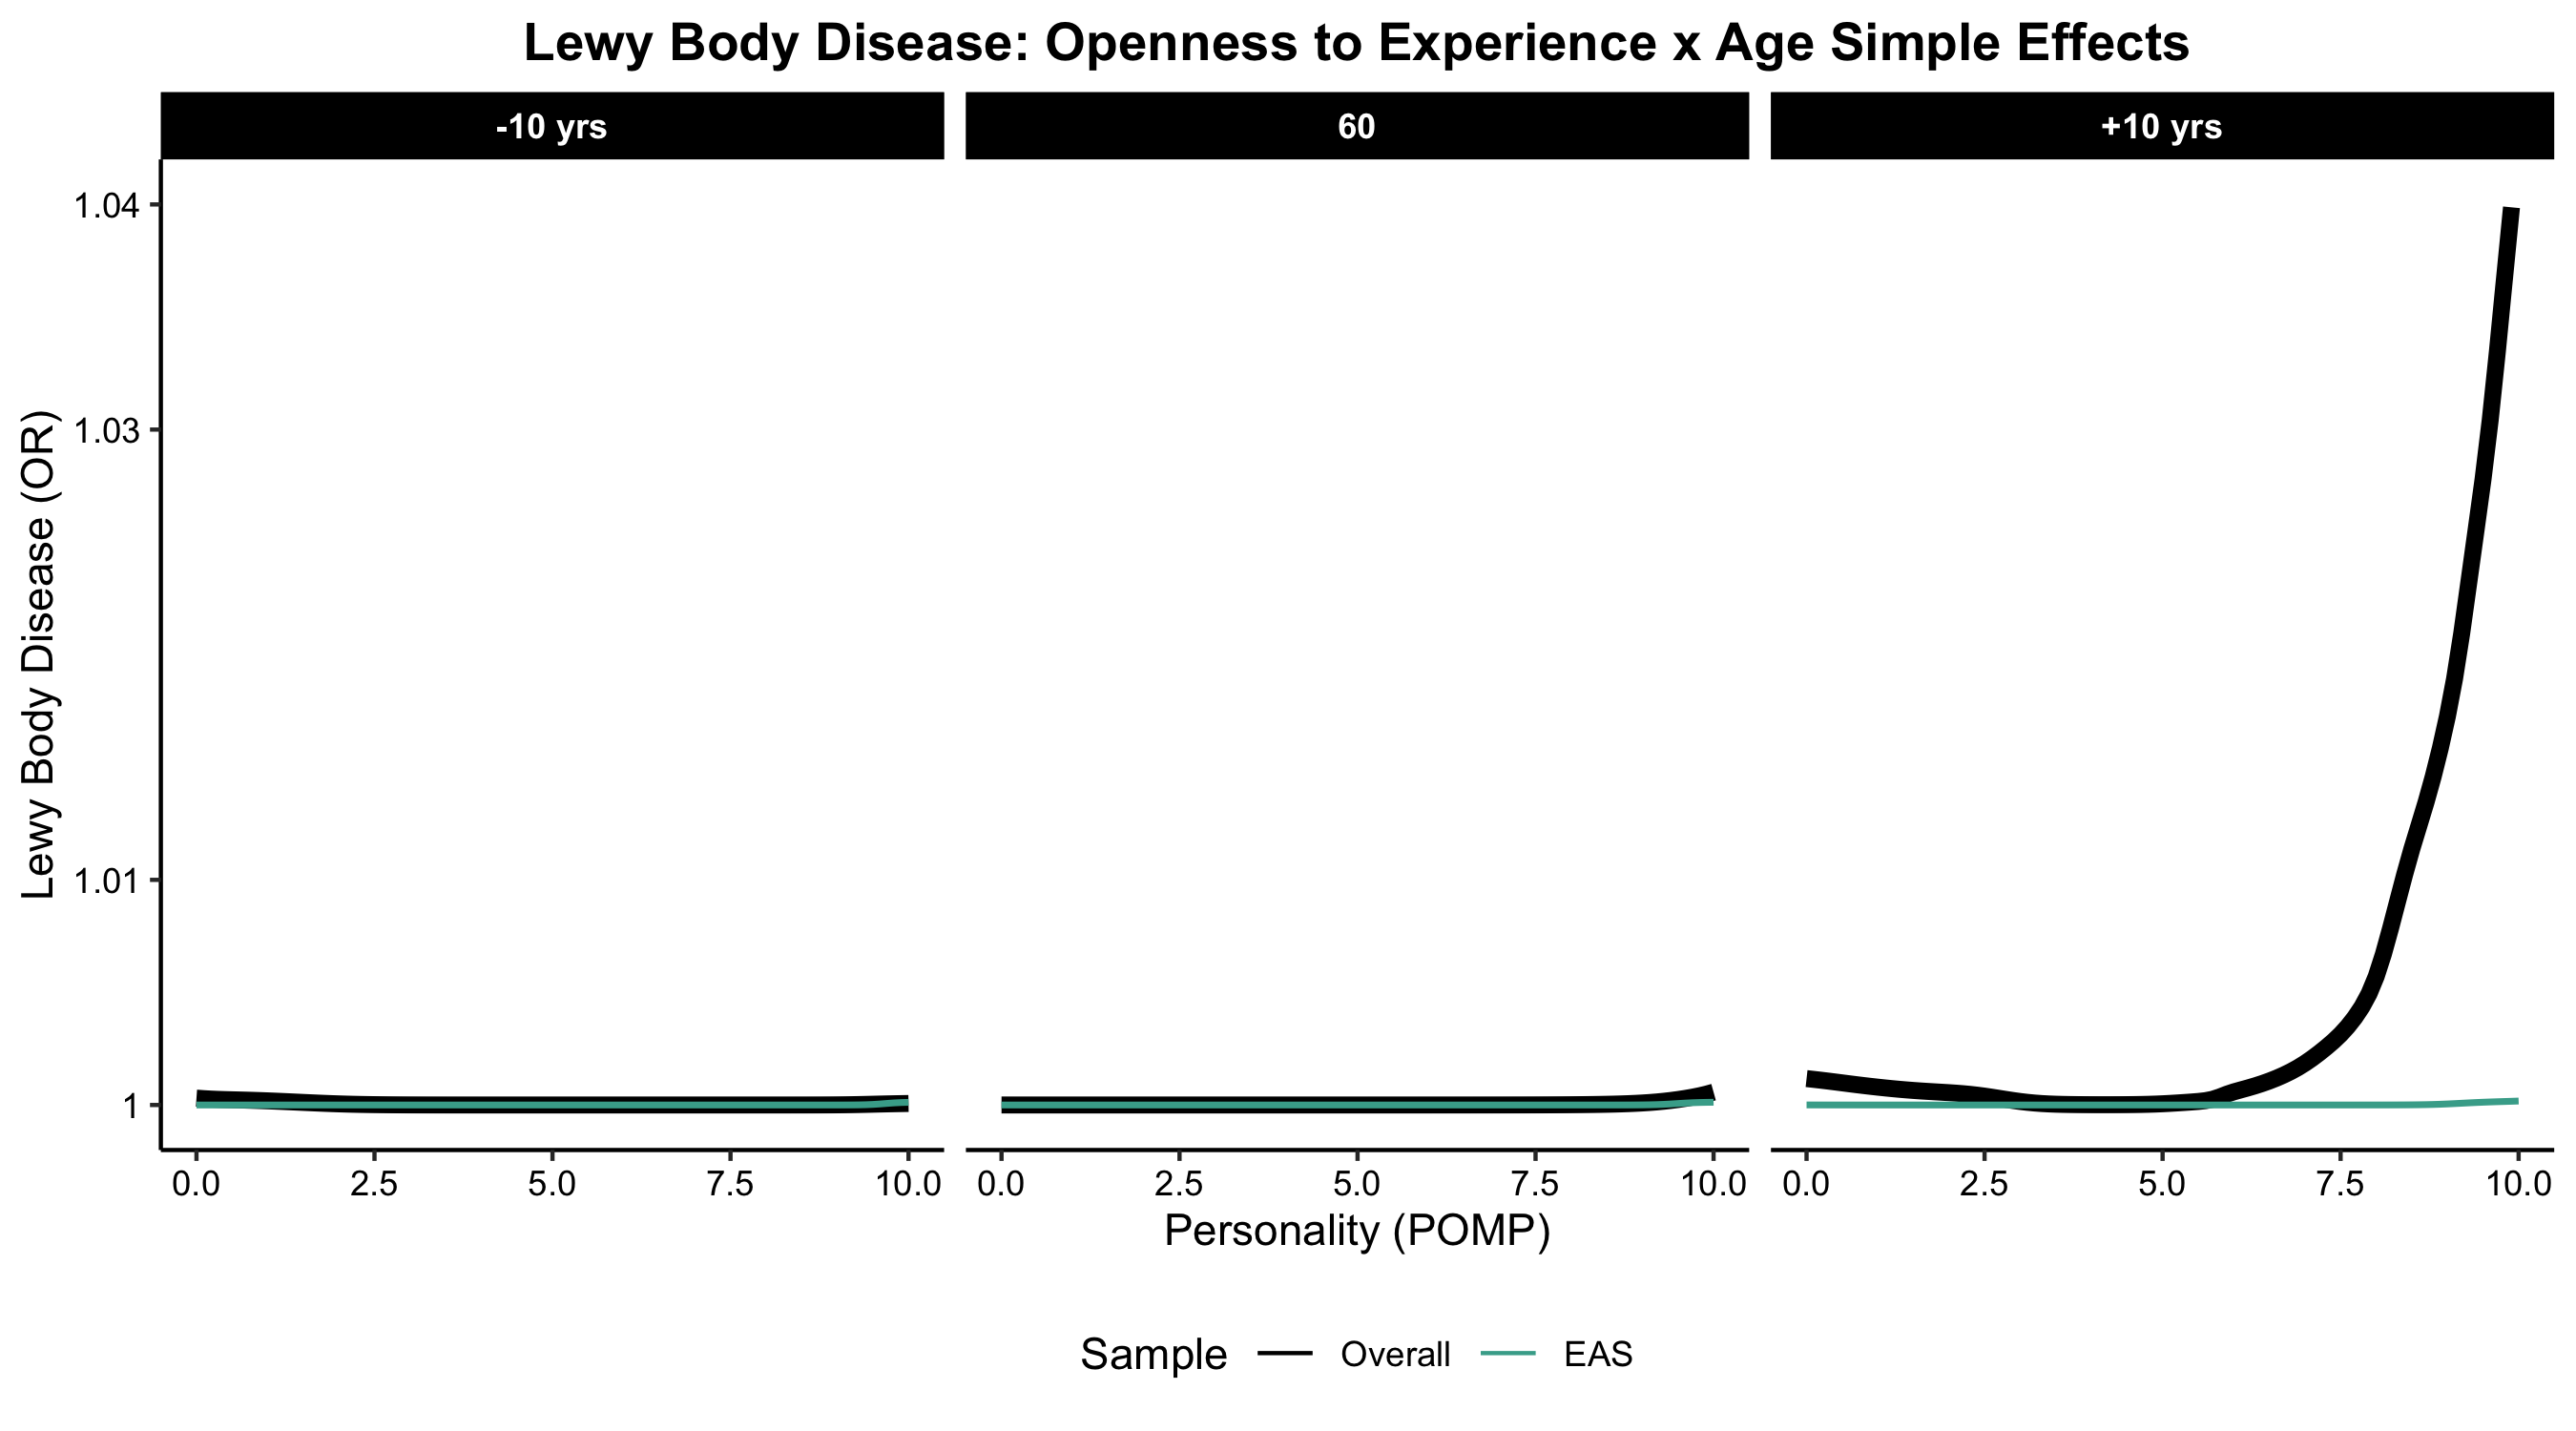 Lewy Body Disease: Openness to Experience x Age Simple Effects
-10 yrs
60
+10 yrs
Lewy Body Disease (OR)
1.04
1.03
1.01
1
0.0 2.5 5.0 7.5 10.0
0.0 2.5 5.0 7.5 10.0
0.0 2.5 5.0 7.5 10.0
Personality (POMP)
Sample Overall EAS